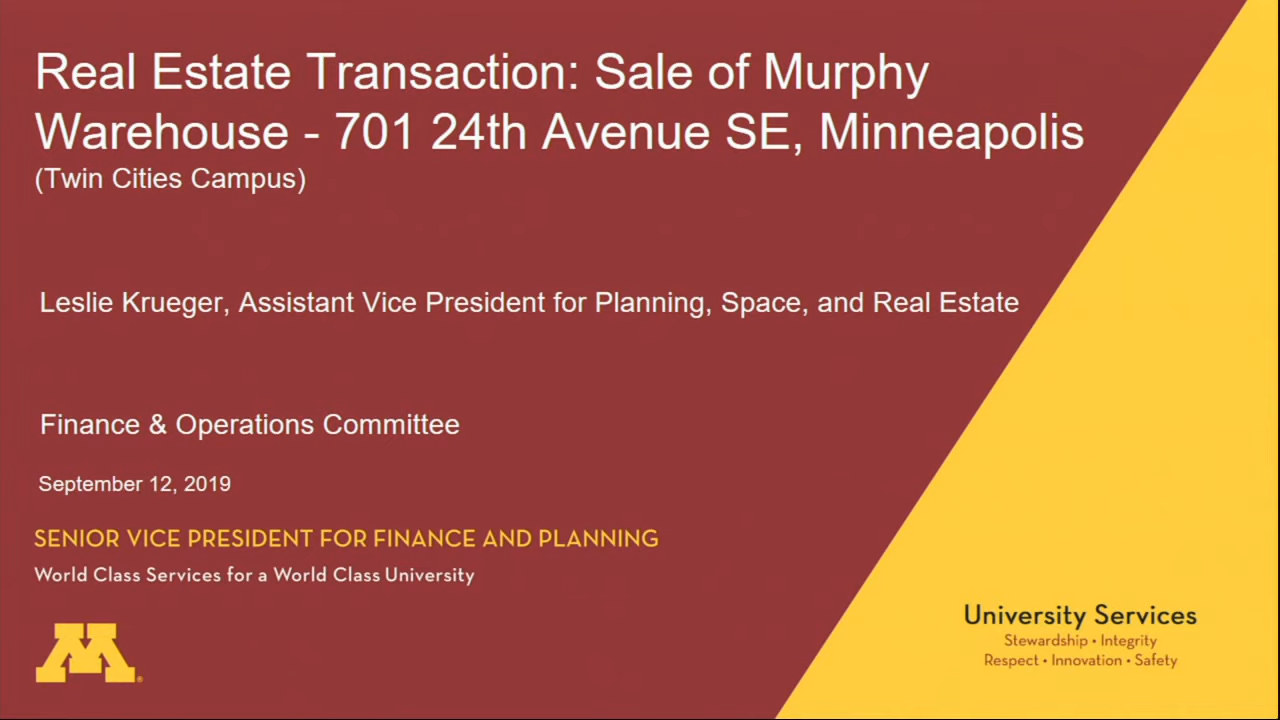 Real Estate Transaction: Sale of Murphy
Warehouse - 701 24th Avenue SE, Minneapolis
(Twin Cities Campus)
Leslie Krueger, Assistant Vice President for Planning, Space, and Real Estate
Finance & Operations Committee
September 12, 2019
SENIOR VICE PRESIDENT FOR FINANCE AND PLANNING
World Class Services for a World Class University
M®
University Services
Stewardship • Integrity
Respect • Innovation • Safety